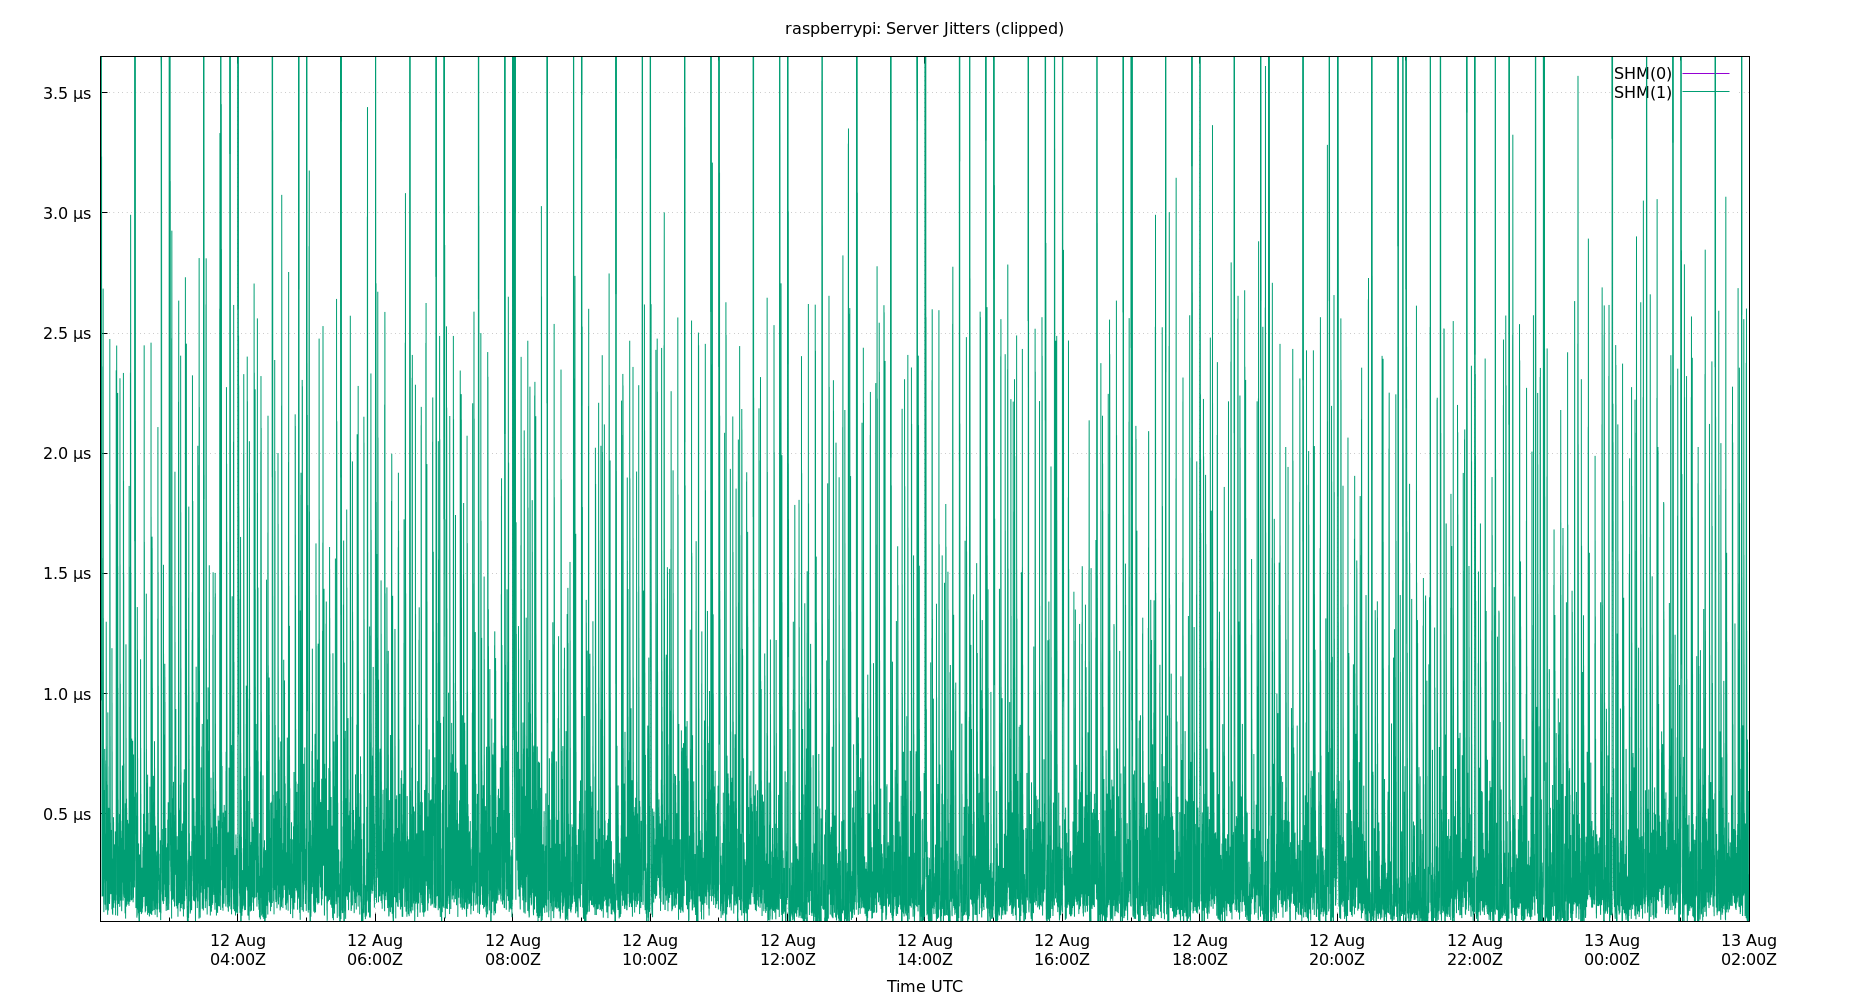 raspberrypi: Server Jitters (clipped)
SHM(0)
SHM(1)
3.5 µs
3.0 µs
2.5 µs
2.0 µs
1.5 µs
1.0 µs
0.5 µs
12 Aug 12 Aug 12 Aug 12 Aug 12 Aug 12 Aug 12 Aug 12 Aug 12 Aug 12 Aug 13 Aug 13 Aug
04:00Z 06:00Z 08:00Z 10:00Z 12:00Z 14:00Z 16:00Z 18:00Z 20:00Z 22:00Z 00:00Z 02:00Z
Time UTC